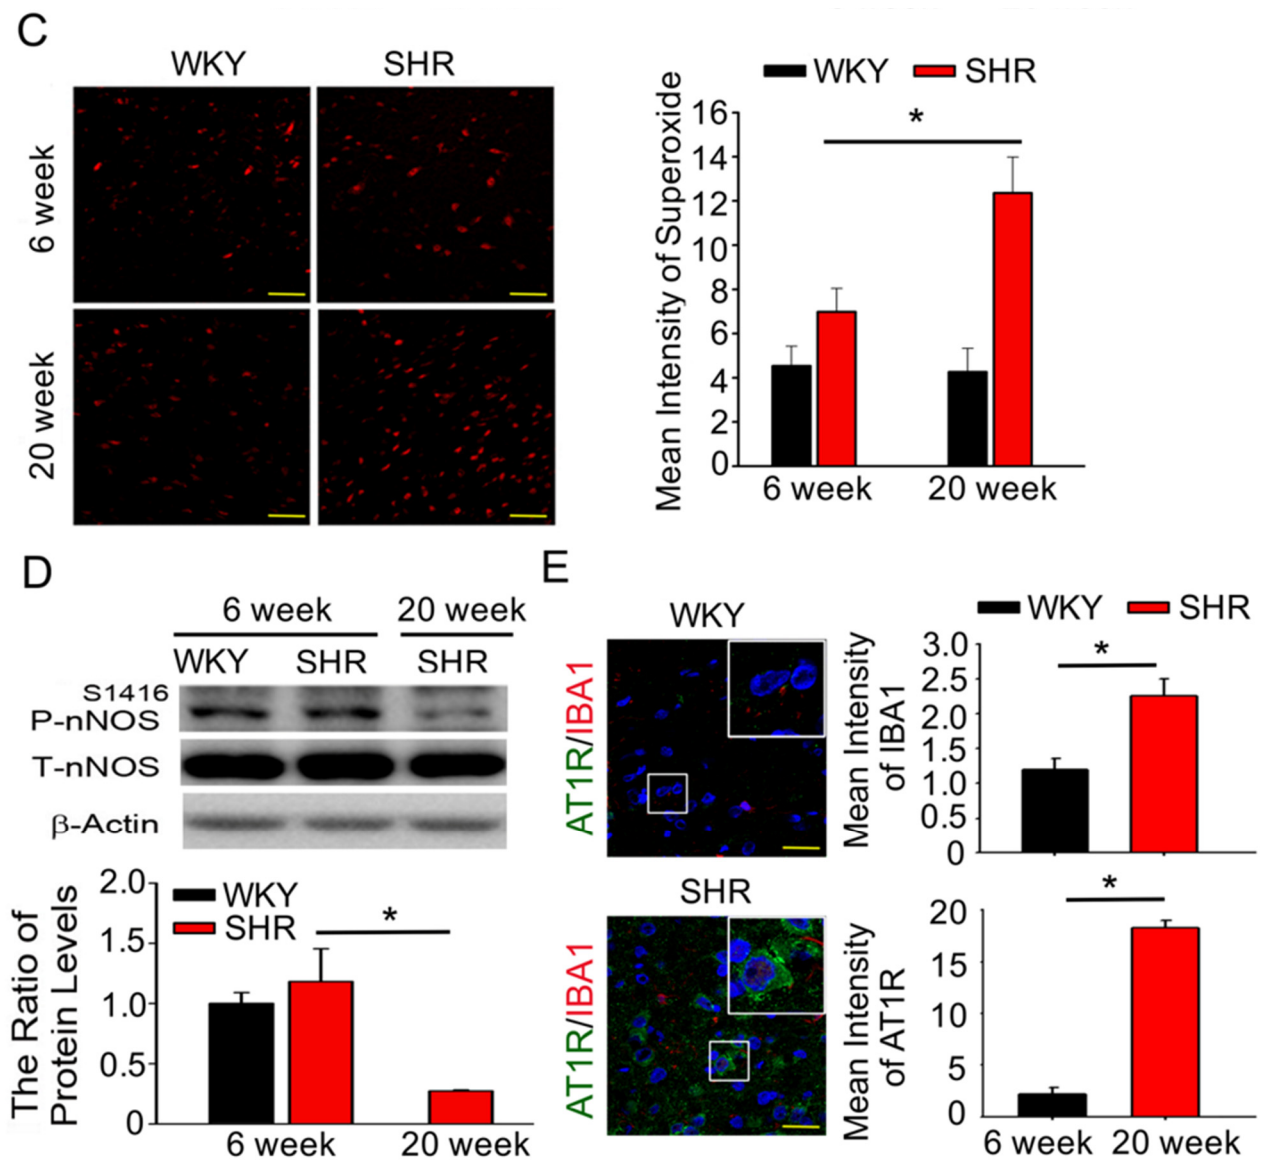 C
WKY SHR
6 week
20 week
WKY SHR
Mean Intensity of Superoxide
16
14
12
10
8
6
4
2
0
*
6 week 20 week
D
6 week 20 week
WKY SHR SHR
S1416
P-nNOS
T-nNOS
β-Actin
The Ratio of
Protein Levels
2.0
1.5
1.0
0.5
0
WKY
SHR
*
6 week 20 week
E
WKY
AT1R/IBA1
SHR
AT1R/IBA1
WKY SHR
Mean Intensity
of IBA1
3.0
2.5
2.0
1.5
1.0
0.5
0
*
Mean Intensity
of AT1R
20
15
10
5
0
*
6 week 20 week